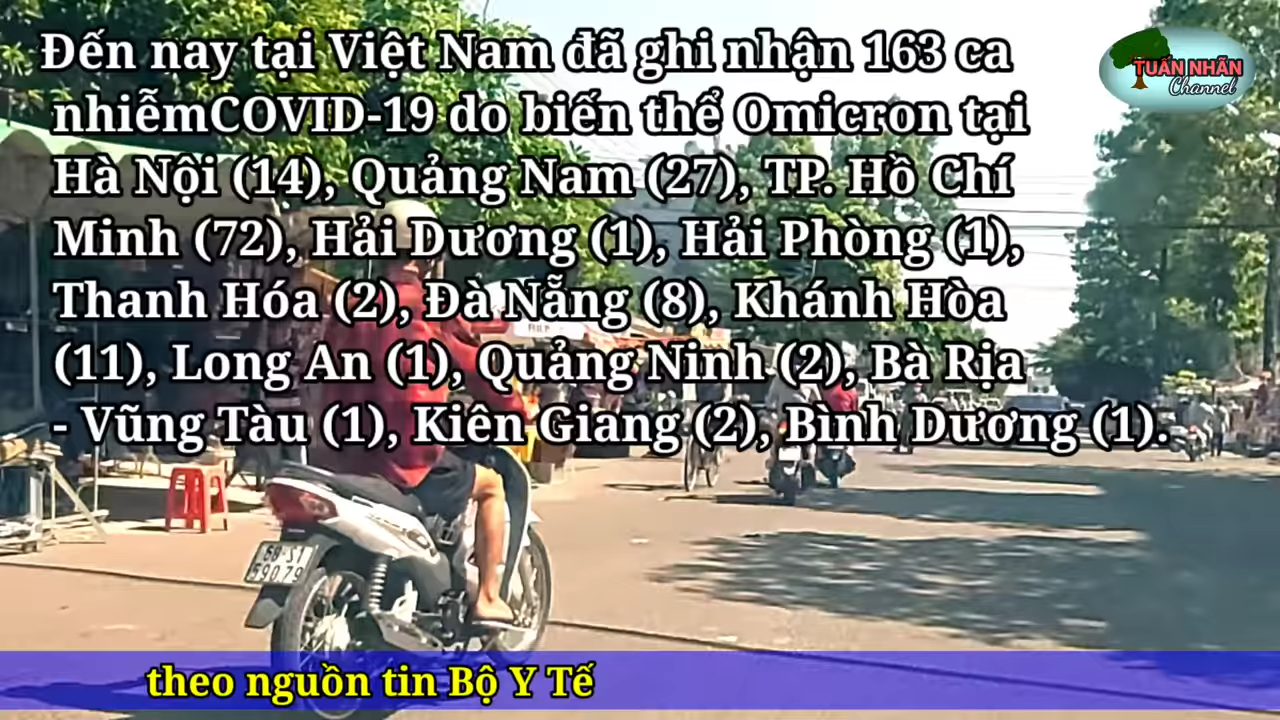 Đến nay tại Việt Nam đã ghi nhận 163 ca
nhiễmCOVID-19 do biến thể Omicron tại
Hà Nội (14), Quảng Nam (27), TP. Hồ Chí
Minh (72), Hải Dương (1), Hải Phòng (1),
Thanh Hóa (2), Đà Nẵng (8), Khánh Hòa
(11), Long An (1), Quảng Ninh (2), Bà Rịa
- Vũng Tàu (1), Kiên Giang (2), Bình Dương (1).
TUẤN NHÃN
Channel
theo nguồn tin Bộ Y Tế